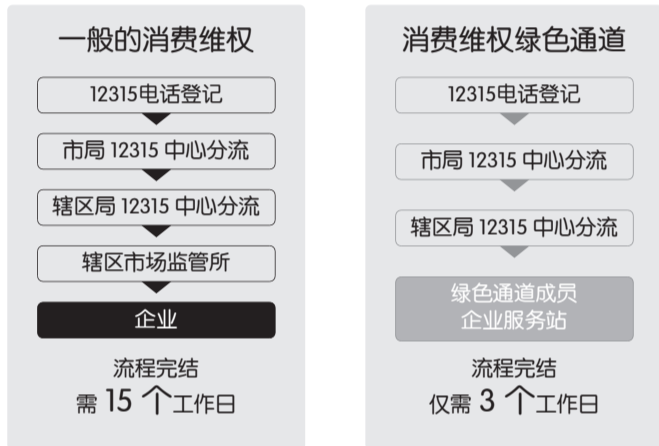 一般的消费维权
12315电话登记
市局 12315 中心分流
辖区局 12315 中心分流
辖区市场监管所
企业
流程完结
需 15 个工作日
消费维权绿色通道
12315电话登记
市局 12315 中心分流
辖区局 12315 中心分流
绿色通道成员
企业服务站
流程完结
仅需 3 个工作日